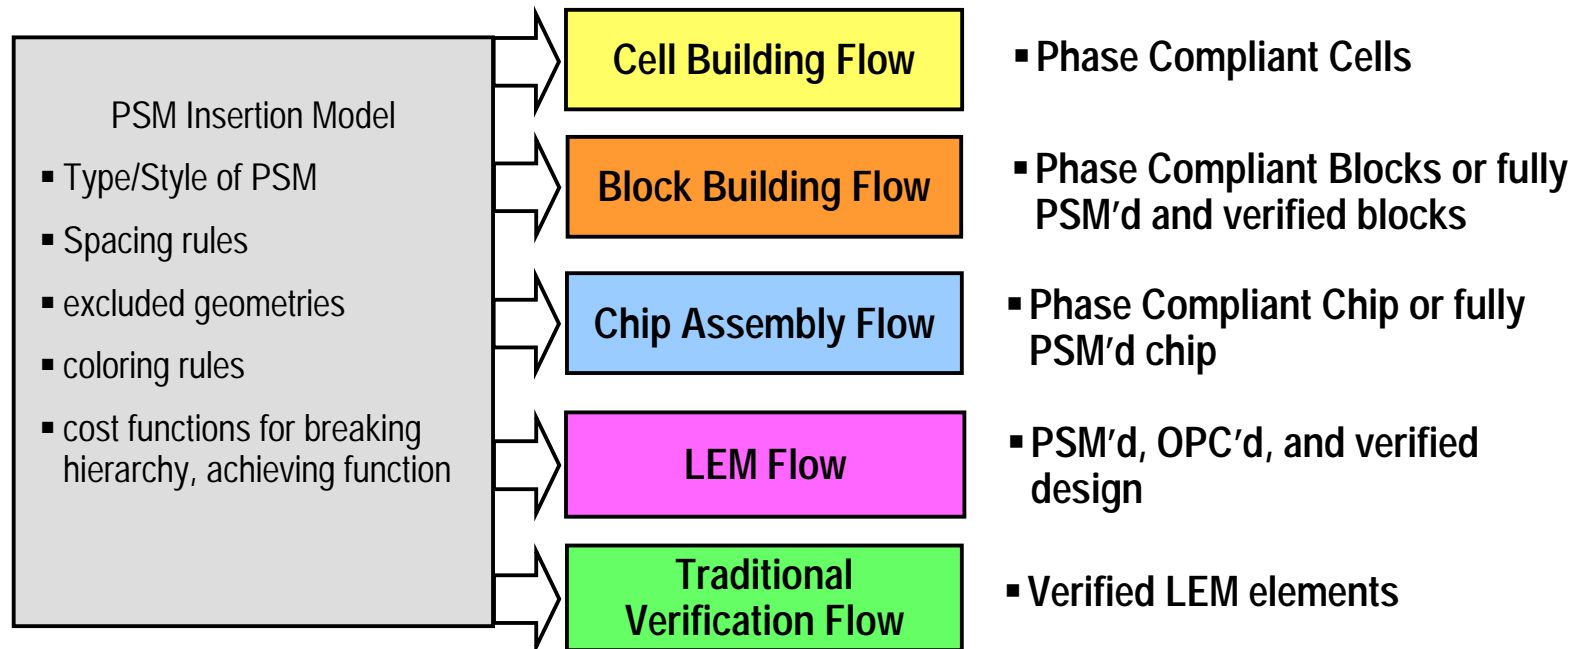 PSM Insertion Model
▪ Type/Style of PSM
▪ Spacing rules
▪ excluded geometries
▪ coloring rules
▪ cost functions for breaking
hierarchy, achieving function
Cell Building Flow
▪ Phase Compliant Cells
Block Building Flow
▪ Phase Compliant Blocks or fully
PSM’d and verified blocks
Chip Assembly Flow
▪ Phase Compliant Chip or fully
PSM’d chip
LEM Flow
▪ PSM’d, OPC’d, and verified
design
Traditional
Verification Flow
▪ Verified LEM elements